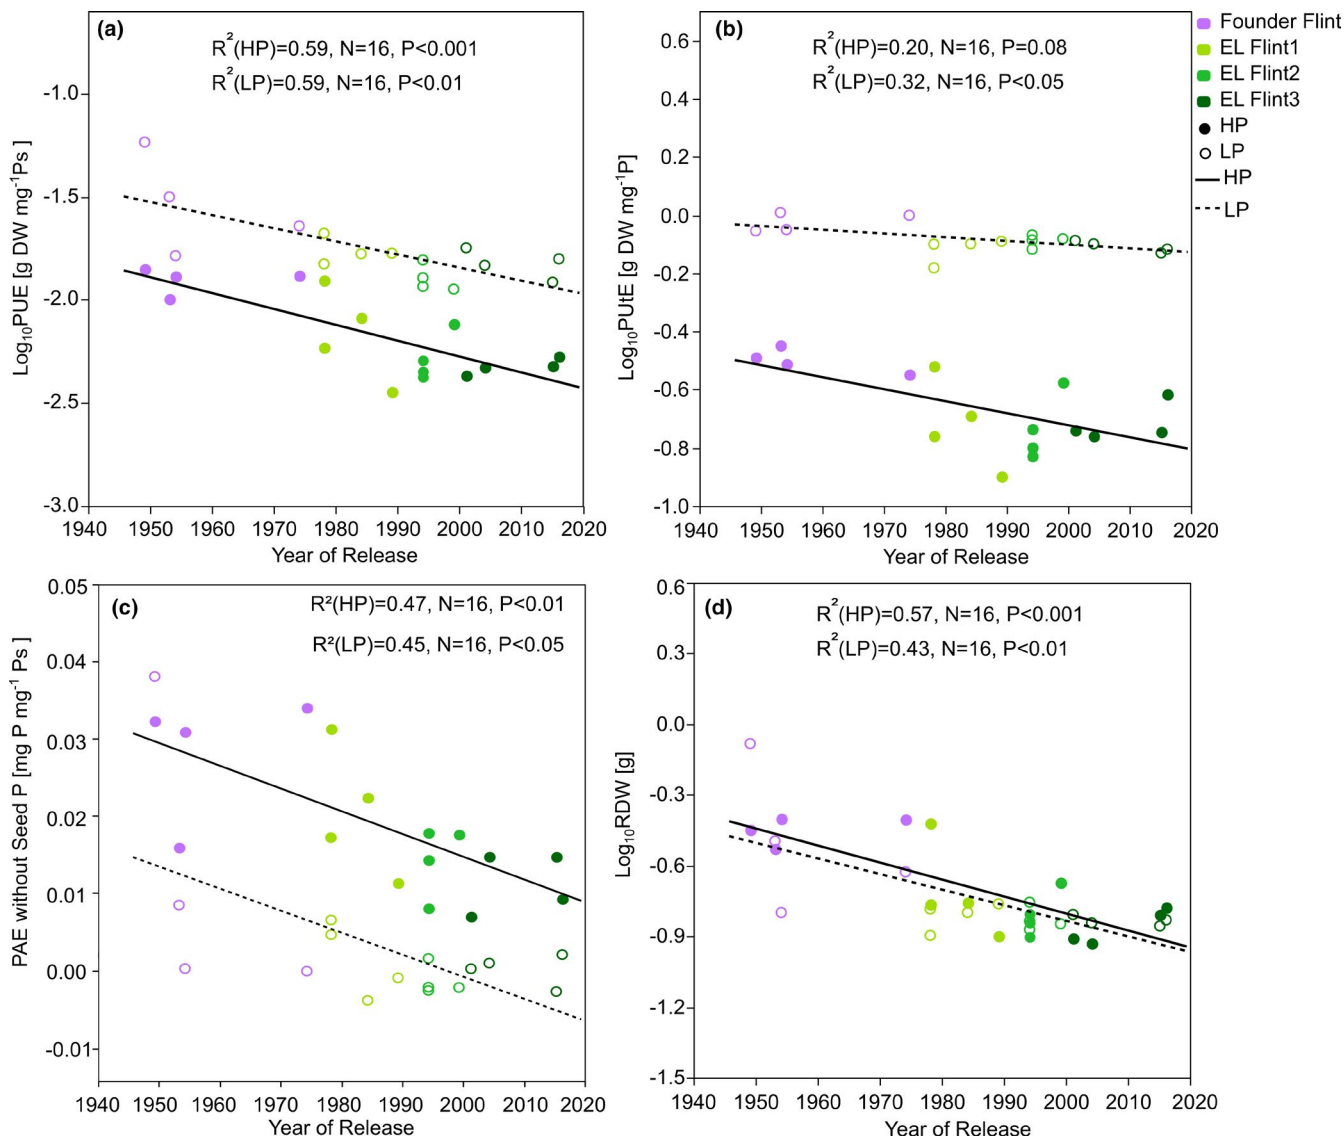 (a)
R²(HP)=0.59, N=16, P<0.001
R²(LP)=0.59, N=16, P<0.01
-1.0
-1.5
-2.0
-2.5
-3.0
Log₁₀PUE [g DW mg⁻¹Ps ]
1940 1950 1960 1970 1980 1990 2000 2010 2020
Year of Release
(b)
R²(HP)=0.20, N=16, P=0.08
R²(LP)=0.32, N=16, P<0.05
0.6
0.4
0.2
0.0
-0.2
-0.4
-0.6
-0.8
-1.0
Log₁₀PUtE [g DW mg⁻¹P]
1940 1950 1960 1970 1980 1990 2000 2010 2020
Year of Release
Founder Flint
EL Flint1
EL Flint2
EL Flint3
HP
LP
HP
LP
(c)
R²(HP)=0.47, N=16, P<0.01
R²(LP)=0.45, N=16, P<0.05
0.05
0.04
0.03
0.02
0.01
0.00
-0.01
PAE without Seed P [mg P mg⁻¹ Ps ]
1940 1950 1960 1970 1980 1990 2000 2010 2020
Year of Release
(d)
R²(HP)=0.57, N=16, P<0.001
R²(LP)=0.43, N=16, P<0.01
0.6
0.3
0.0
-0.3
-0.6
-0.9
-1.2
-1.5
Log₁₀RDW [g]
1940 1950 1960 1970 1980 1990 2000 2010 2020
Year of Release